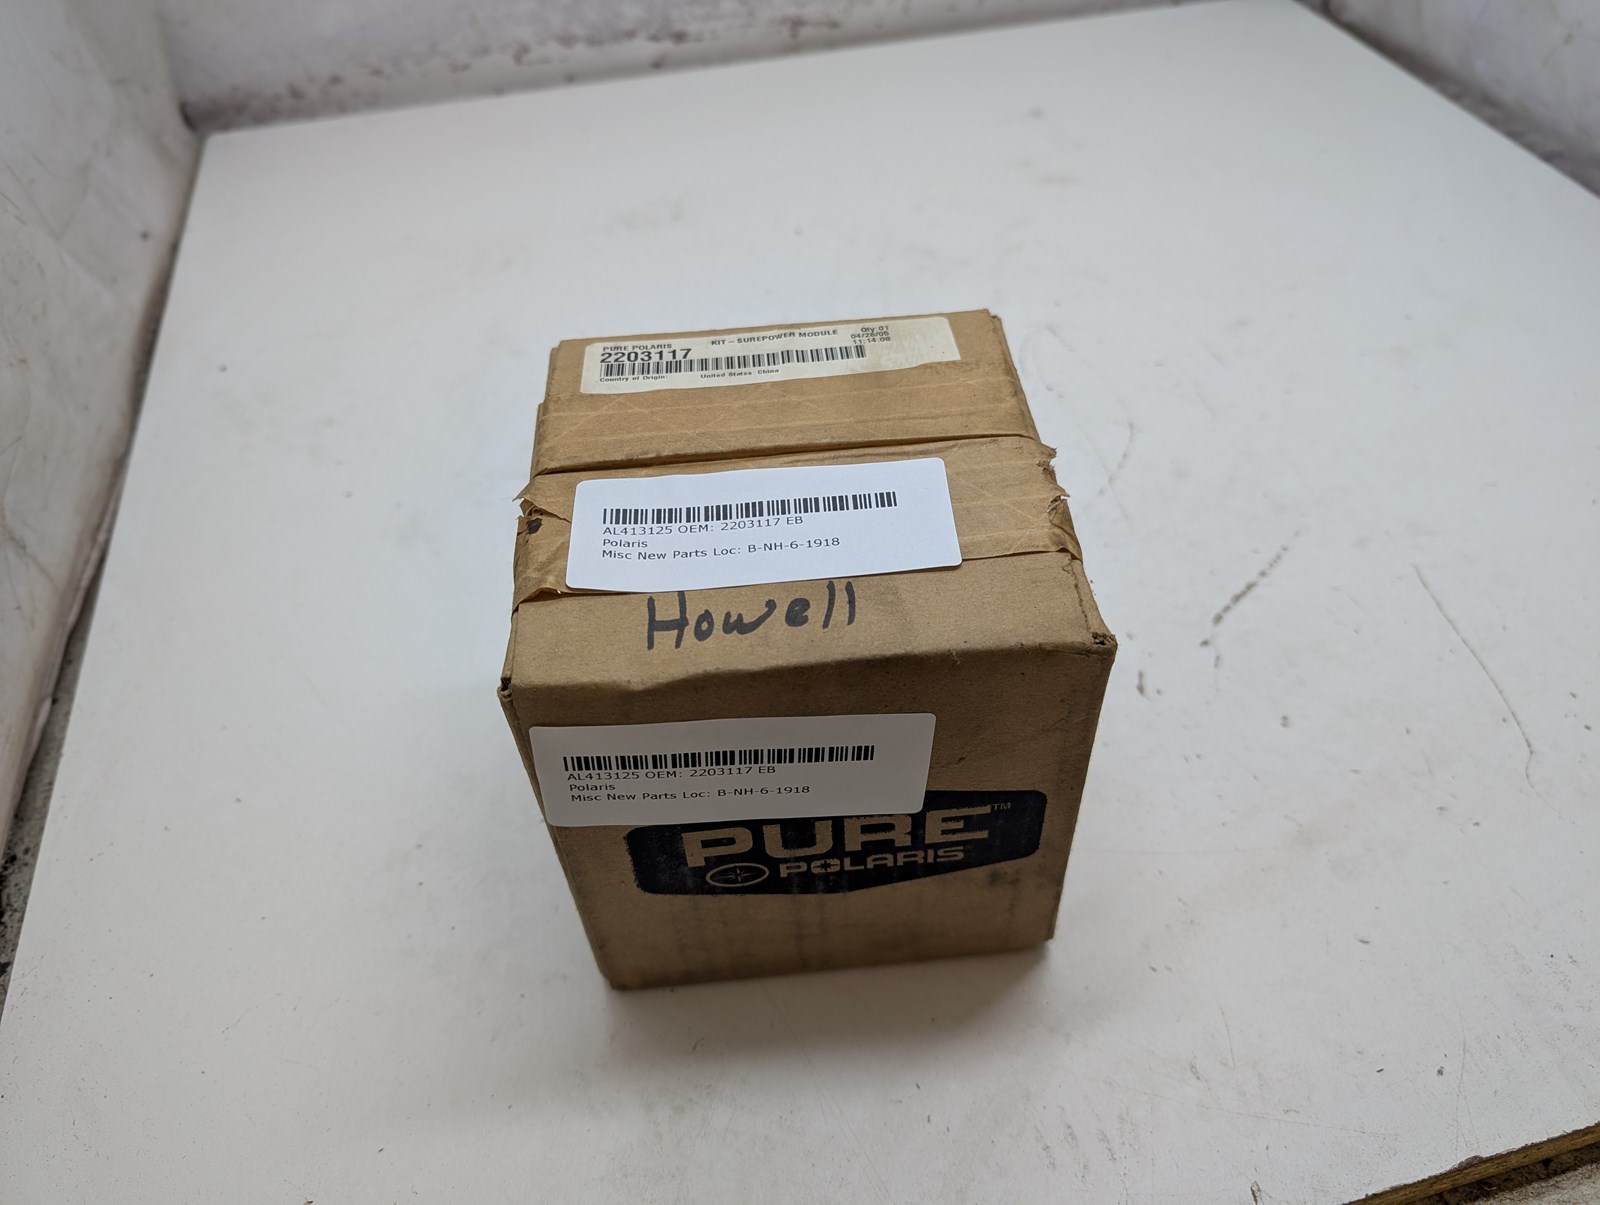 PURE POLARIS KIT - SUREPOWER MODULE Qty:01
2203117 04/26/05
11:14:08
Country of Origin: United States China
AL413125 OEM: 2203117 EB
Polaris
Misc New Parts Loc: B-NH-6-1918
Howell
AL413125 OEM: 2203117 EB
Polaris
Misc New Parts Loc: B-NH-6-1918
PURE™
POLARIS